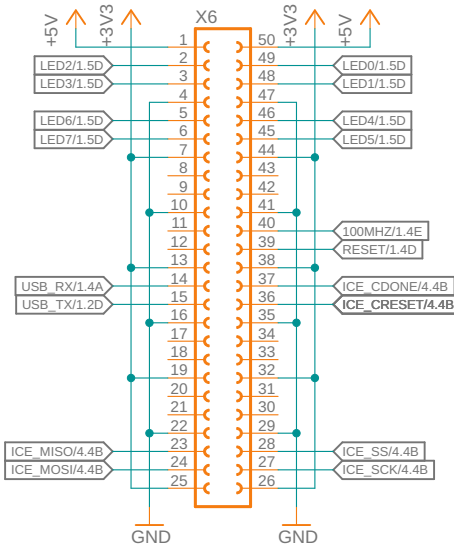 +5V +3V3 X6 +3V3 +5V
1 50
LED2/1.5D 2 49 LED0/1.5D
LED3/1.5D 3 48 LED1/1.5D
4 47
LED6/1.5D 5 46 LED4/1.5D
LED7/1.5D 6 45 LED5/1.5D
7 44
8 43
9 42
10 41
11 40 100MHZ/1.4E
12 39 RESET/1.4D
13 38
USB_RX/1.4A 14 37 ICE_CDONE/4.4B
USB_TX/1.2D 15 36 ICE_CRESET/4.4B
16 35
17 34
18 33
19 32
20 31
21 30
22 29
ICE_MISO/4.4B 23 28 ICE_SS/4.4B
ICE_MOSI/4.4B 24 27 ICE_SCK/4.4B
25 26
GND GND